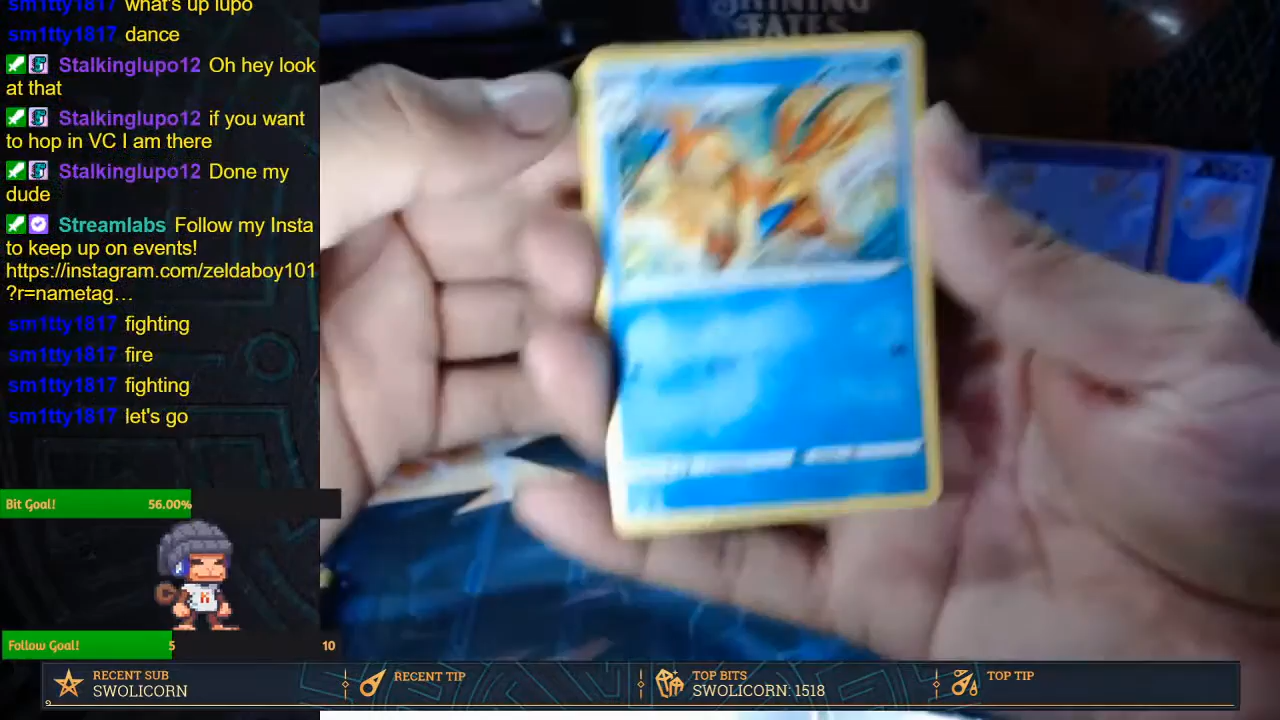 sm1tty1817 what's up lupo
sm1tty1817 dance
Stalkinglupo12 Oh hey look
at that
Stalkinglupo12 if you want
to hop in VC I am there
Stalkinglupo12 Done my
dude
Streamlabs Follow my Insta
to keep up on events!
https://instagram.com/zeldaboy101
?r=nametag…
sm1tty1817 fighting
sm1tty1817 fire
sm1tty1817 fighting
sm1tty1817 let's go
SHINING
FATES
Bit Goal! 56.00%
Follow Goal! 5 10
RECENT SUB
SWOLICORN
RECENT TIP
TOP BITS
SWOLICORN: 1518
TOP TIP